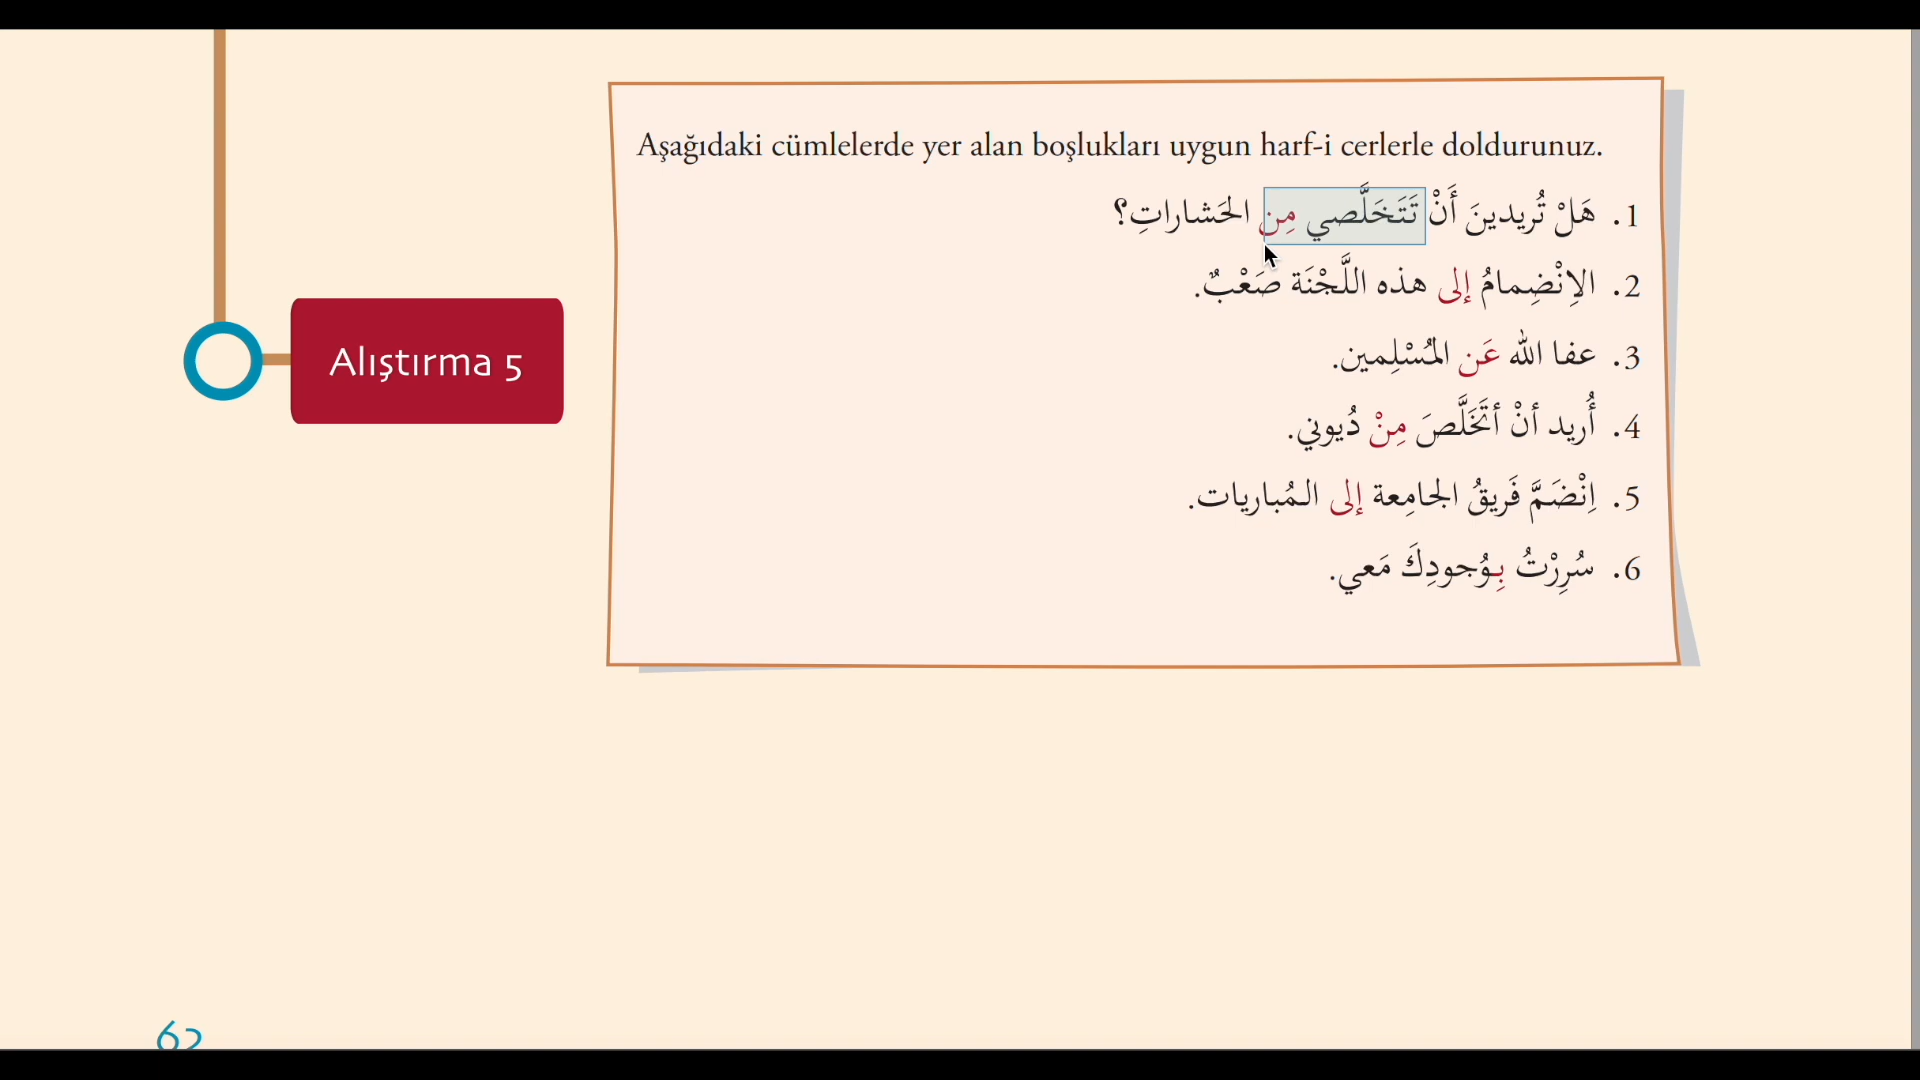 Aşağıdaki cümlelerde yer alan boşlukları uygun harf-i cerlerle doldurunuz.
1. هَلْ تُريدينَ أَنْ تَتَخَلَّصي مِن الحَشاراتِ؟
2. الاِنْضِمامُ إلى هذه اللَّجْنَة صَعْبٌ.
3. عفا الله عَن المُسْلِمين.
4. أُريد أنْ أتَخَلَّصَ مِنْ دُيوني.
5. اِنْضَمَّ فَريقُ الجامِعة إلى المُباريات.
6. سُرِرْتُ بِوُجودِكَ مَعي.
Alıştırma 5
62